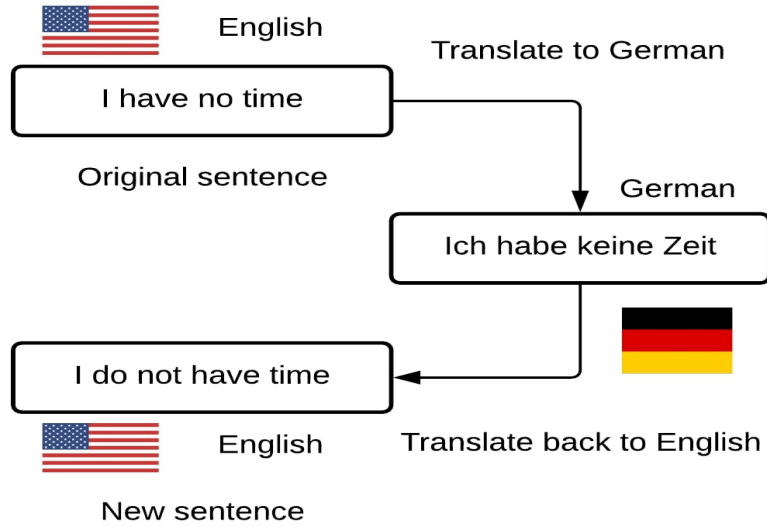 English
Translate to German
I have no time
Original sentence
German
Ich habe keine Zeit
I do not have time
English
Translate back to English
New sentence